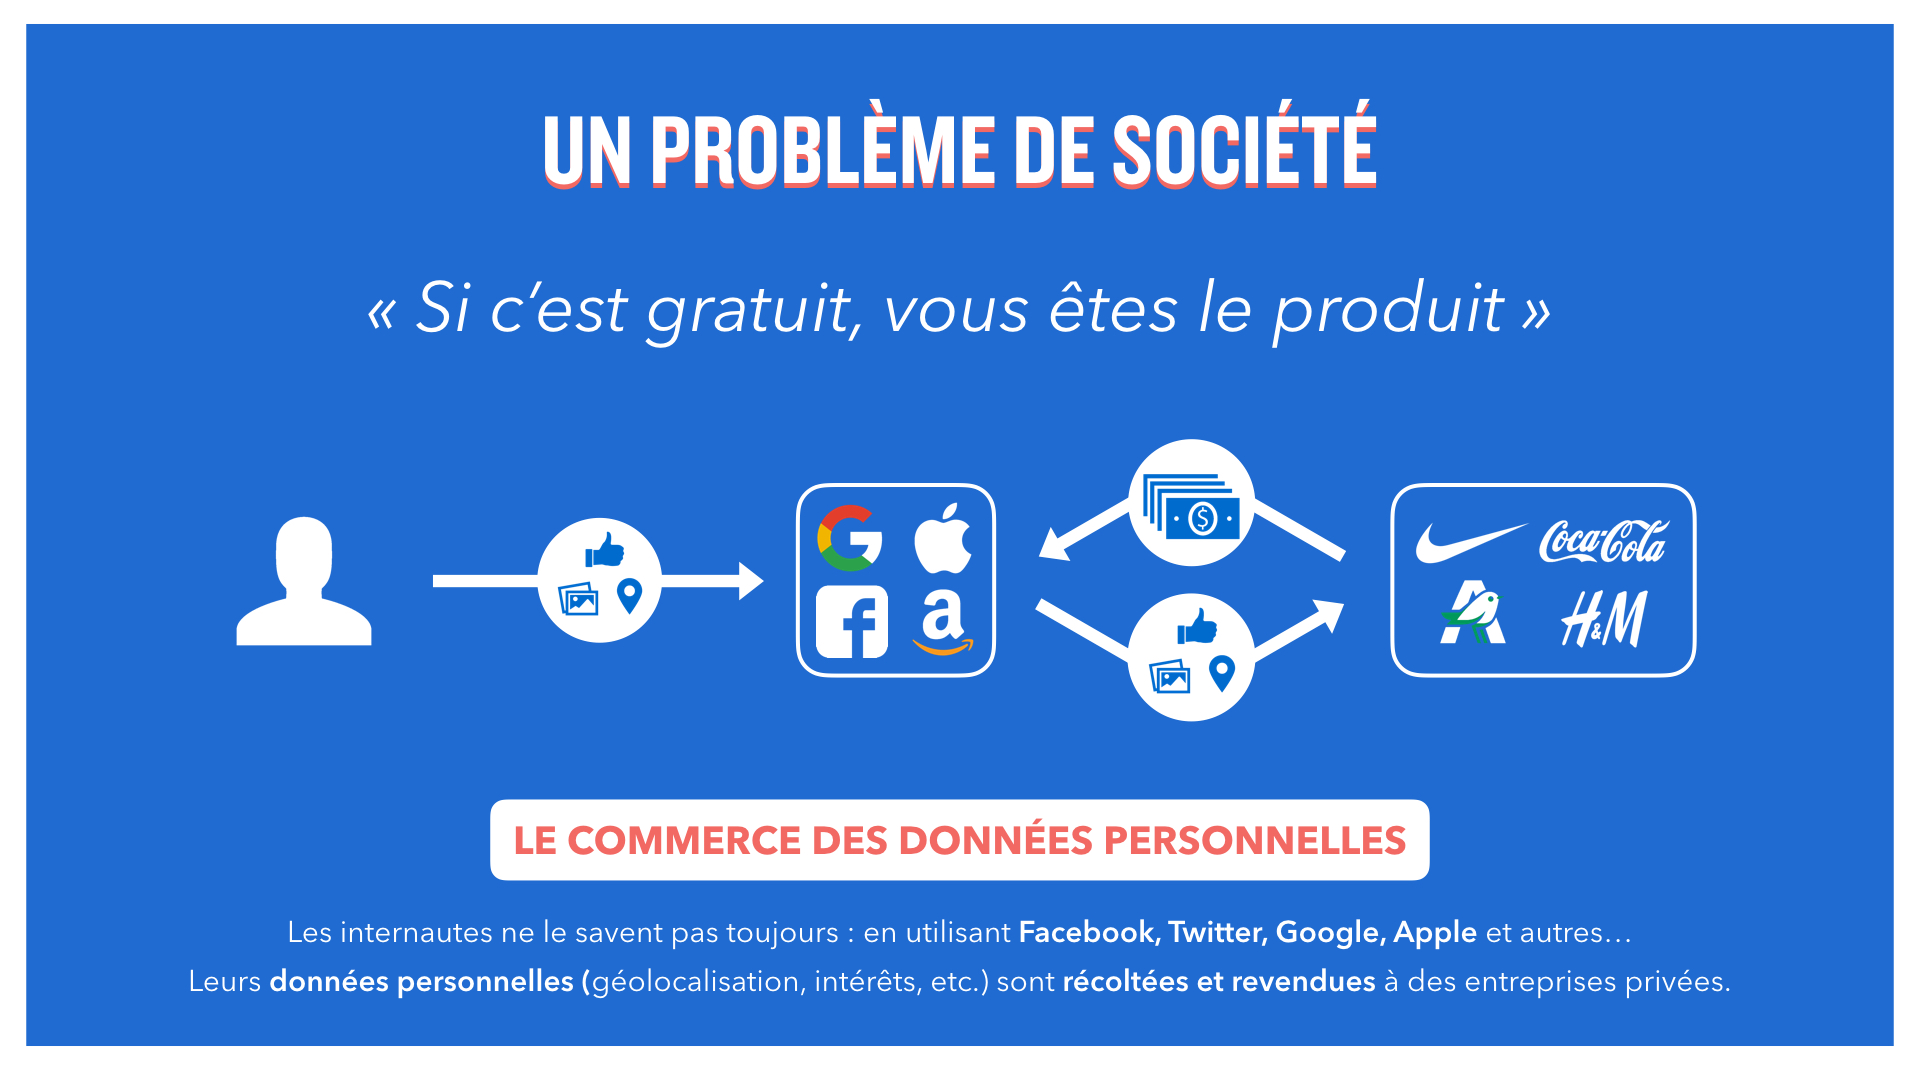 UN PROBLÈME DE SOCIÉTÉ
« Si c’est gratuit, vous êtes le produit »
Coca-Cola
H&M
LE COMMERCE DES DONNÉES PERSONNELLES
Les internautes ne le savent pas toujours : en utilisant Facebook, Twitter, Google, Apple et autres…
Leurs données personnelles (géolocalisation, intérêts, etc.) sont récoltées et revendues à des entreprises privées.